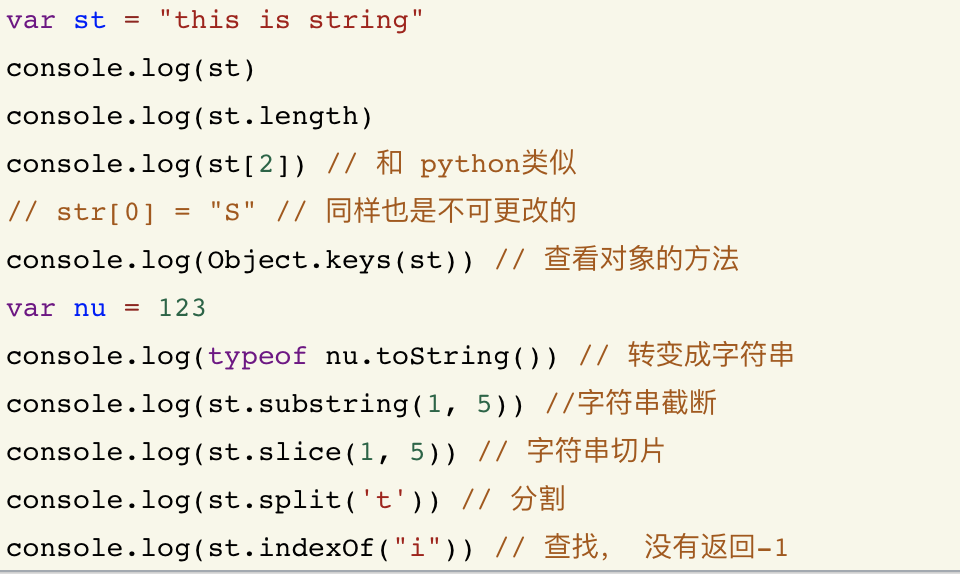 var st = "this is string"
console.log(st)
console.log(st.length)
console.log(st[2]) // 和 python类似
// str[0] = "S" // 同样也是不可更改的
console.log(Object.keys(st)) // 查看对象的方法
var nu = 123
console.log(typeof nu.toString()) // 转变成字符串
console.log(st.substring(1, 5)) //字符串截断
console.log(st.slice(1, 5)) // 字符串切片
console.log(st.split('t')) // 分割
console.log(st.indexOf("i")) // 查找， 没有返回-1